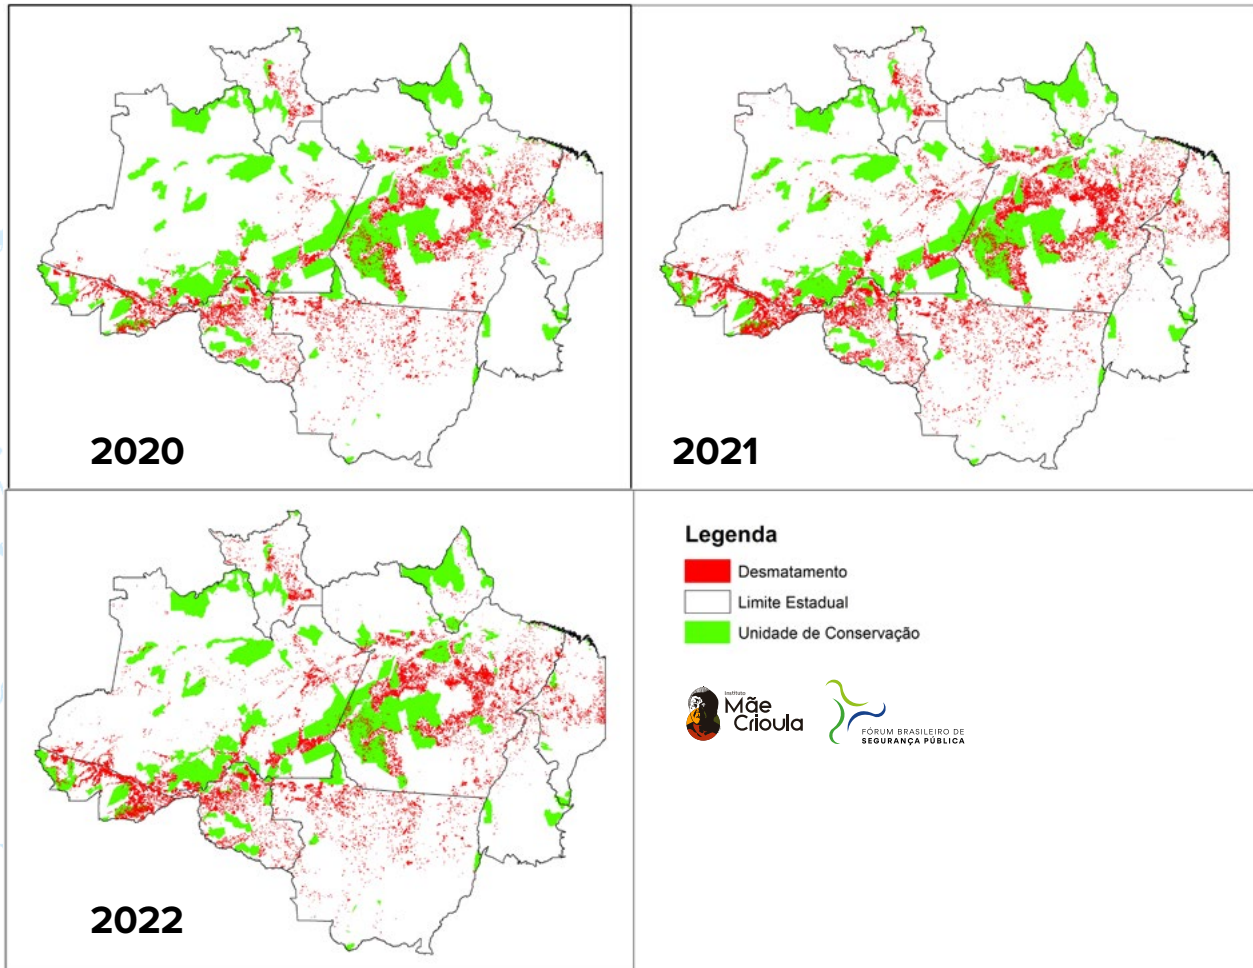 2020
2021
2022
Legenda
Desmatamento
Limite Estadual
Unidade de Conservação
Instituto
Mãe
Crioula
FÓRUM BRASILEIRO DE
SEGURANÇA PÚBLICA